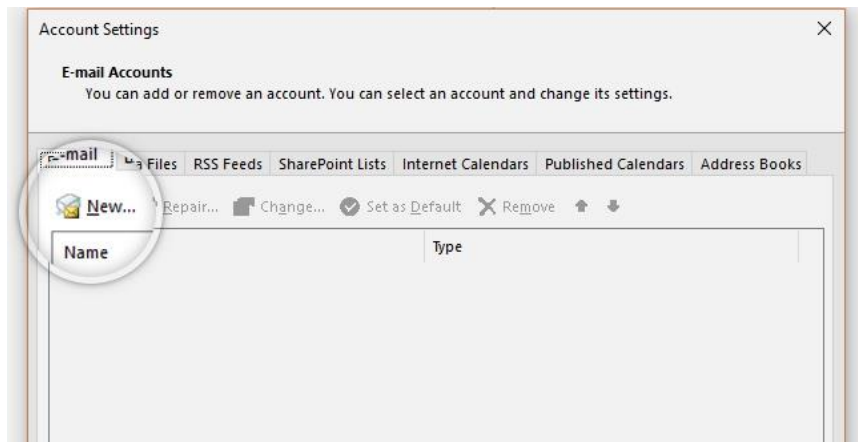 Account Settings
E-mail Accounts
You can add or remove an account. You can select an account and change its settings.
E-mail Files RSS Feeds SharePoint Lists Internet Calendars Published Calendars Address Books
New... Repair... Change... Set as Default Remove
Name Type